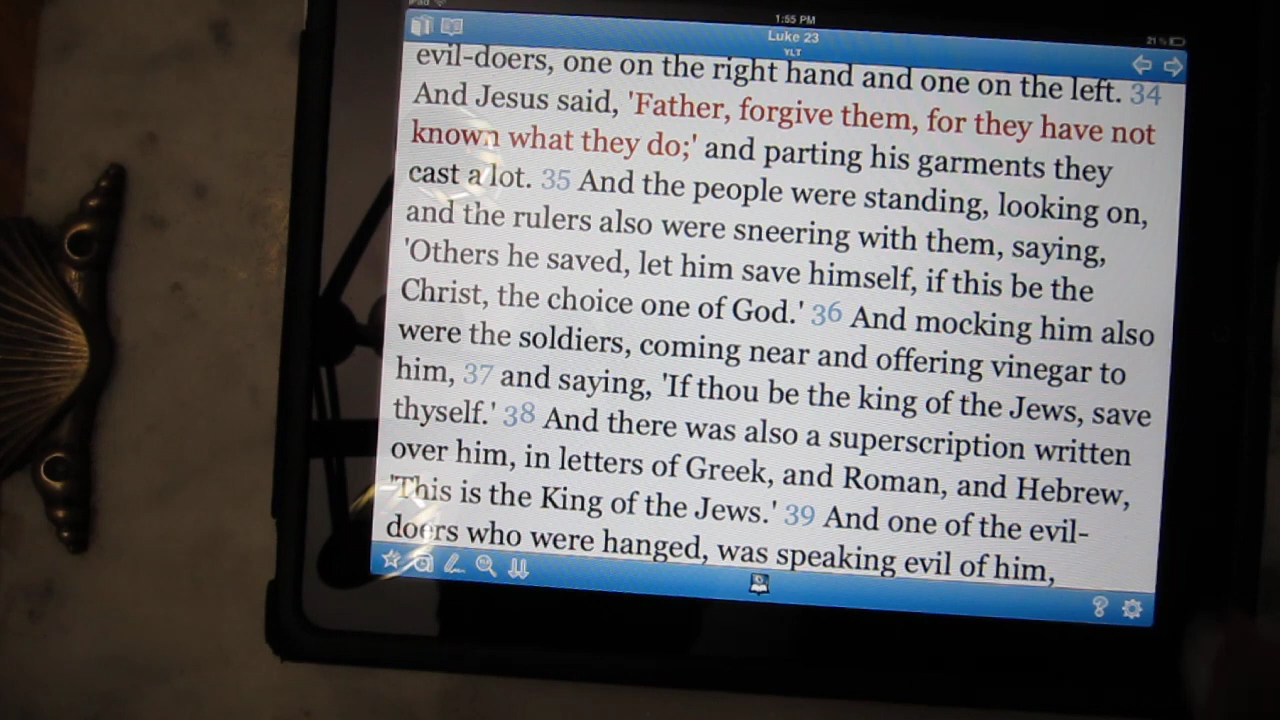 iPad
1:55 PM
21%
Luke 23
YLT
evil-doers, one on the right hand and one on the left. 34
And Jesus said, 'Father, forgive them, for they have not
known what they do;' and parting his garments they
cast a lot. 35 And the people were standing, looking on,
and the rulers also were sneering with them, saying,
'Others he saved, let him save himself, if this be the
Christ, the choice one of God.' 36 And mocking him also
were the soldiers, coming near and offering vinegar to
him, 37 and saying, 'If thou be the king of the Jews, save
thyself.' 38 And there was also a superscription written
over him, in letters of Greek, and Roman, and Hebrew,
'This is the King of the Jews.' 39 And one of the evil-
doers who were hanged, was speaking evil of him,